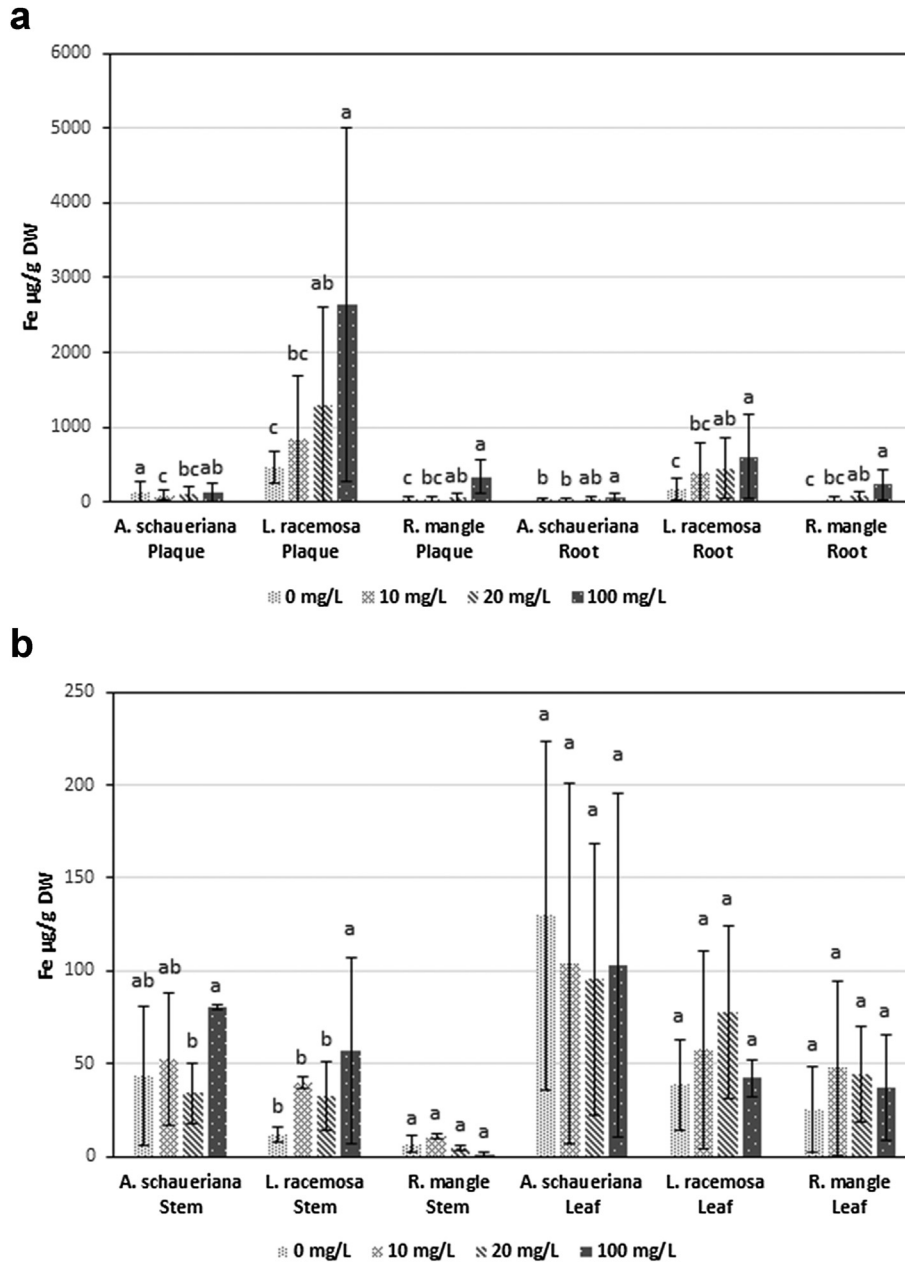 a
6000
5000
4000
3000
2000
1000
0
Fe µg/g DW
a c bc ab
c bc ab a
c bc ab a
b b ab a
c bc ab a
c bc ab a
A. schaueriana L. racemosa R. mangle A. schaueriana L. racemosa R. mangle
Plaque Plaque Plaque Root Root Root
0 mg/L 10 mg/L 20 mg/L 100 mg/L
b
250
200
150
100
50
0
Fe µg/g DW
ab ab b a
b b b a
a a a a
a a a a
a a a a
a a a a
A. schaueriana L. racemosa R. mangle A. schaueriana L. racemosa R. mangle
Stem Stem Stem Leaf Leaf Leaf
0 mg/L 10 mg/L 20 mg/L 100 mg/L